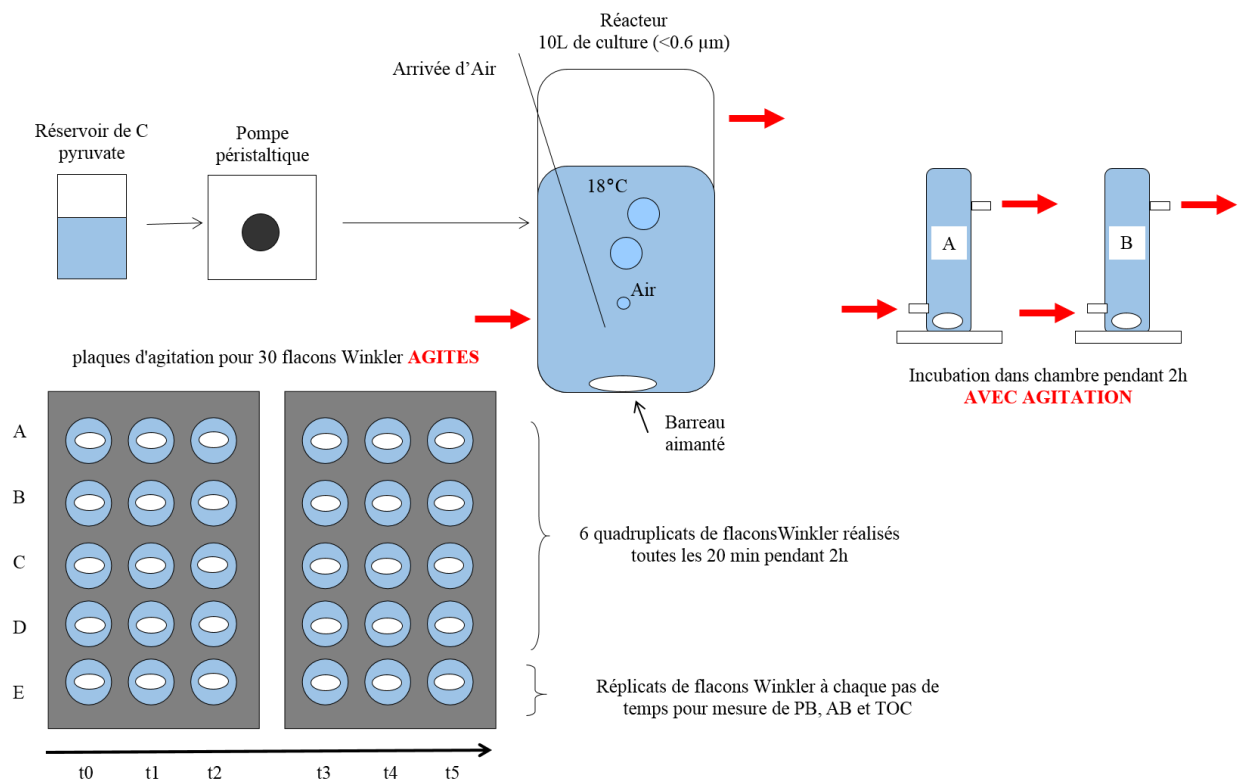 Réacteur
10L de culture (<0.6 µm)
Arrivée d’Air
Réservoir de C
pyruvate
Pompe
péristaltique
18°C
Air
A
B
plaques d'agitation pour 30 flacons Winkler AGITES
Incubation dans chambre pendant 2h
AVEC AGITATION
Barreau
aimanté
A
B
C
D
E
6 quadruplicats de flaconsWinkler réalisés
toutes les 20 min pendant 2h
Réplicats de flacons Winkler à chaque pas de
temps pour mesure de PB, AB et TOC
t0 t1 t2 t3 t4 t5